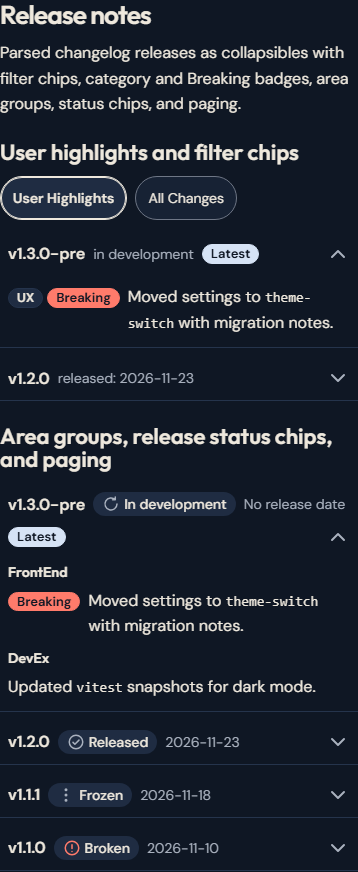 Release notes
Parsed changelog releases as collapsibles with
filter chips, category and Breaking badges, area
groups, status chips, and paging.
User highlights and filter chips
User Highlights All Changes
v1.3.0-pre in development Latest
UX Breaking Moved settings to theme-
switch with migration notes.
v1.2.0 released: 2026-11-23
Area groups, release status chips,
and paging
v1.3.0-pre In development No release date
Latest
FrontEnd
Breaking Moved settings to theme-switch
with migration notes.
DevEx
Updated vitest snapshots for dark mode.
v1.2.0 Released 2026-11-23
v1.1.1 Frozen 2026-11-18
v1.1.0 Broken 2026-11-10